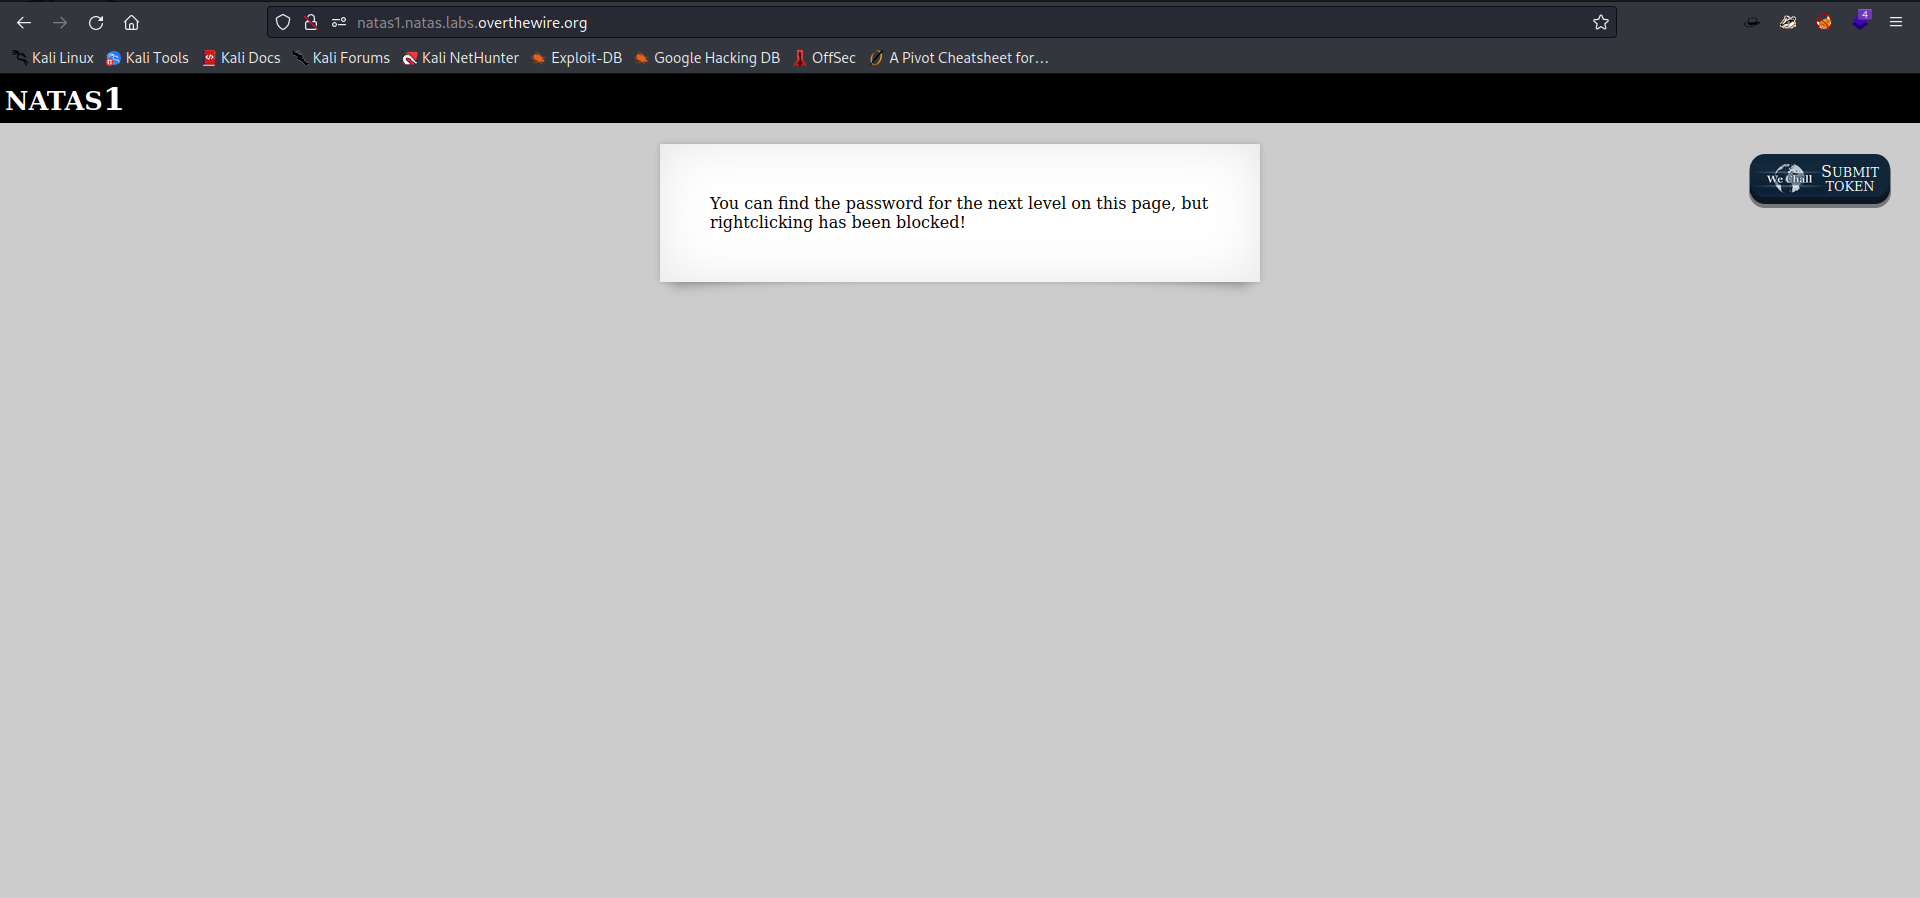 natas1.natas.labs.overthewire.org
4
Kali Linux Kali Tools Kali Docs Kali Forums Kali NetHunter Exploit-DB Google Hacking DB OffSec A Pivot Cheatsheet for…
NATAS1
You can find the password for the next level on this page, but
rightclicking has been blocked!
We Chall
SUBMIT
TOKEN